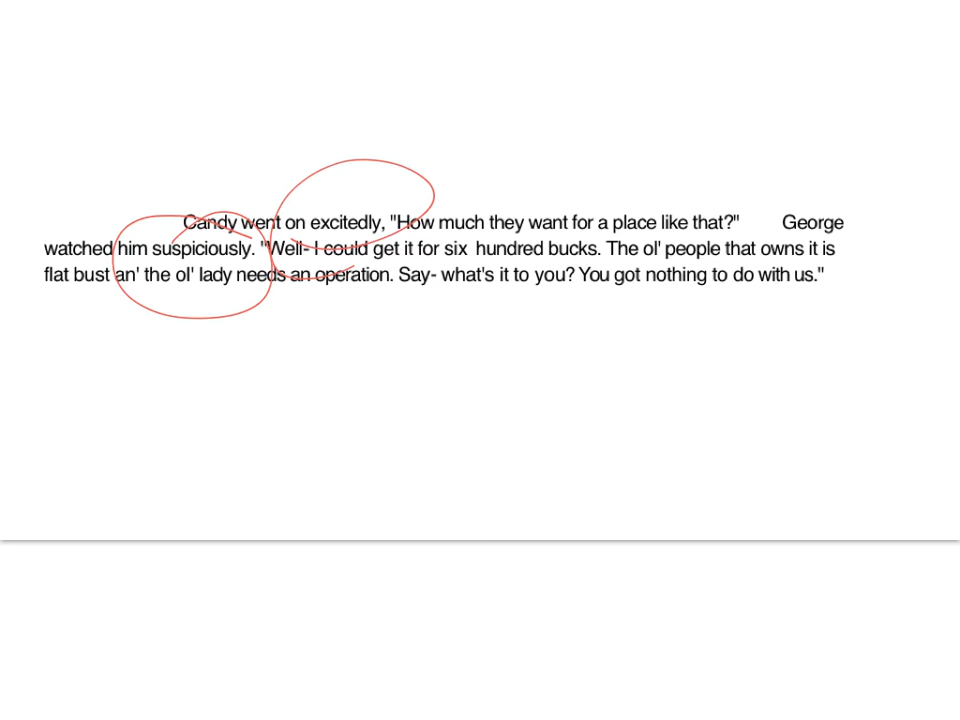 Candy went on excitedly, "How much they want for a place like that?" George
watched him suspiciously. "Well- I could get it for six hundred bucks. The ol' people that owns it is
flat bust an' the ol' lady needs an operation. Say- what's it to you? You got nothing to do with us."